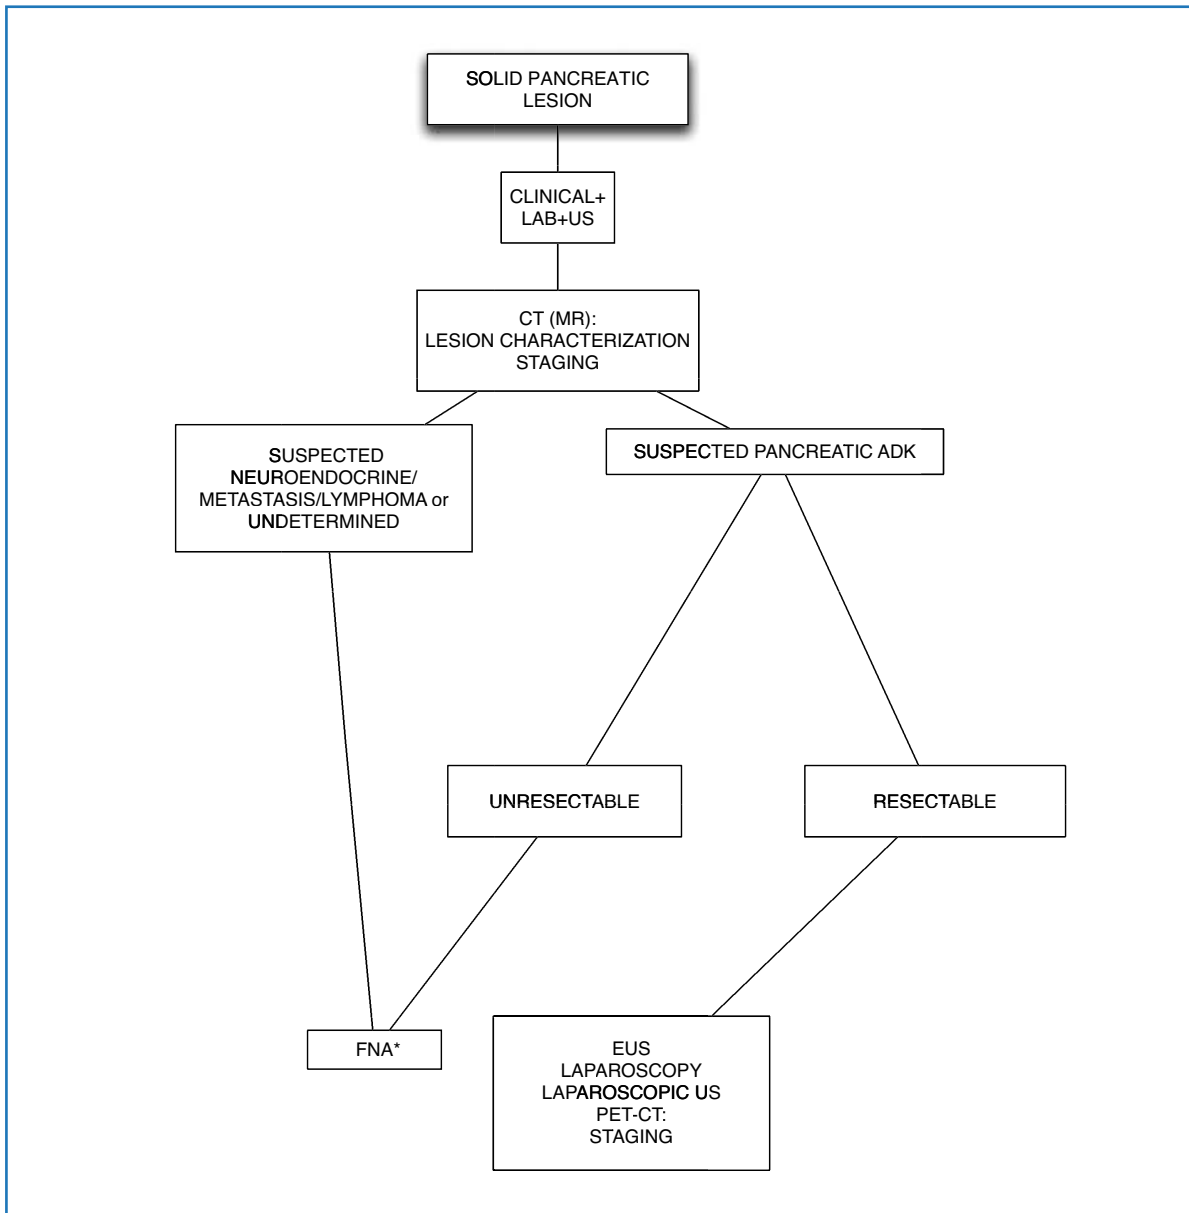 SOLID PANCREATIC
LESION
CLINICAL+
LAB+US
CT (MR):
LESION CHARACTERIZATION
STAGING
SUSPECTED
NEUROENDOCRINE/
METASTASIS/LYMPHOMA or
UNDETERMINED
SUSPECTED PANCREATIC ADK
UNRESECTABLE
RESECTABLE
FNA*
EUS
LAPAROSCOPY
LAPAROSCOPIC US
PET-CT:
STAGING